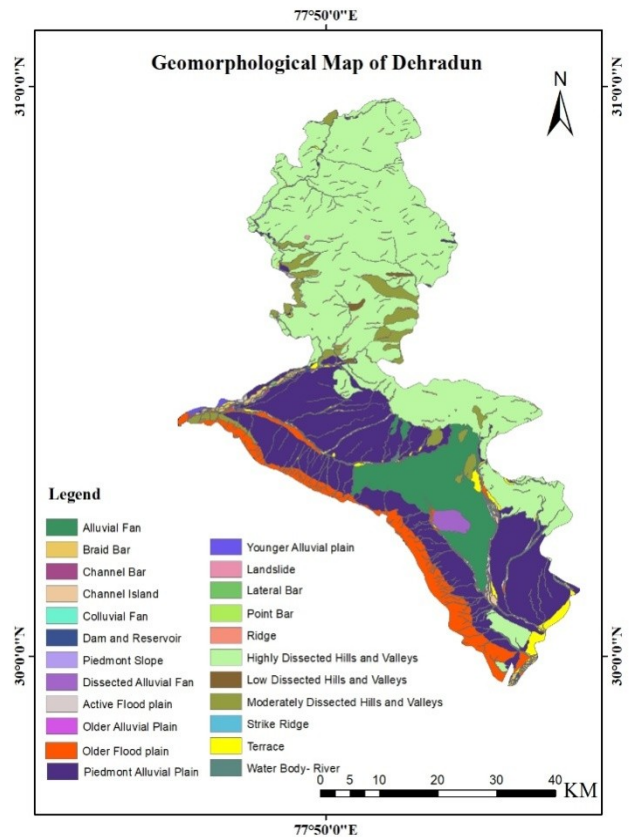 77°50'0"E
Geomorphological Map of Dehradun
N
31°0'0"N
31°0'0"N
30°0'0"N
30°0'0"N
Legend
Alluvial Fan
Braid Bar
Channel Bar
Channel Island
Colluvial Fan
Dam and Reservoir
Piedmont Slope
Dissected Alluvial Fan
Active Flood plain
Older Alluvial Plain
Older Flood plain
Piedmont Alluvial Plain
Younger Alluvial plain
Landslide
Lateral Bar
Point Bar
Ridge
Highly Dissected Hills and Valleys
Low Dissected Hills and Valleys
Moderately Dissected Hills and Valleys
Strike Ridge
Terrace
Water Body- River
0 5 10 20 30 40 KM
77°50'0"E